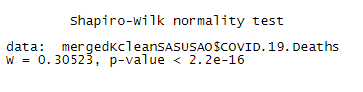 Shapiro-Wilk normality test
data:  mergedKcleanSASUSAO$COVID.19.Deaths
W = 0.30523, p-value < 2.2e-16